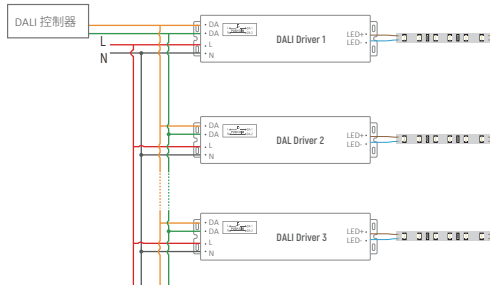 DALI 控制器
L
N
DA
DA
L
N
DALI Driver 1
LED+
LED-
DA
DA
L
N
DAL Driver 2
LED+
LED-
DA
DA
L
N
DALI Driver 3
LED+
LED-